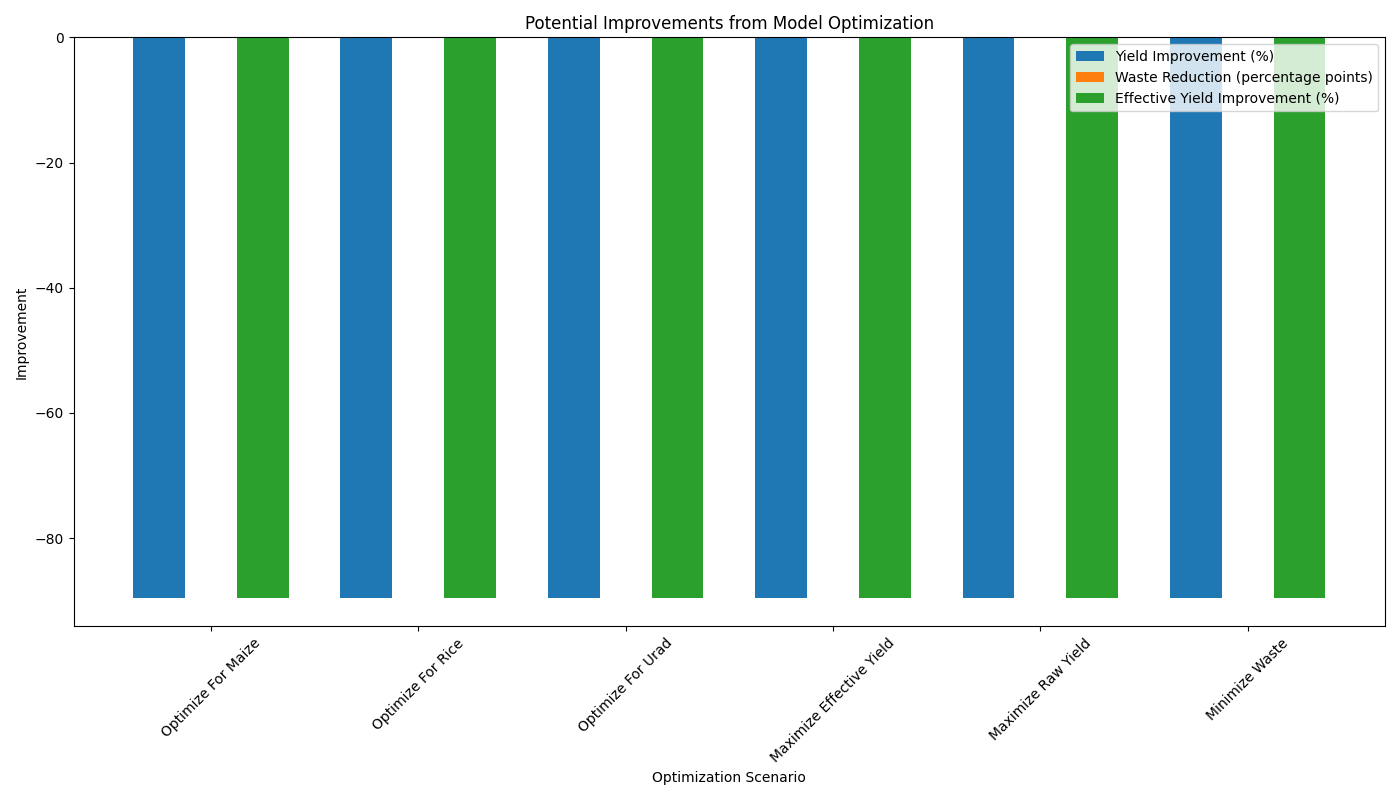 Potential Improvements from Model Optimization
Yield Improvement (%)
Waste Reduction (percentage points)
Effective Yield Improvement (%)
Improvement
0
−20
−40
−60
−80
Optimize For Maize
Optimize For Rice
Optimize For Urad
Maximize Effective Yield
Maximize Raw Yield
Minimize Waste
Optimization Scenario